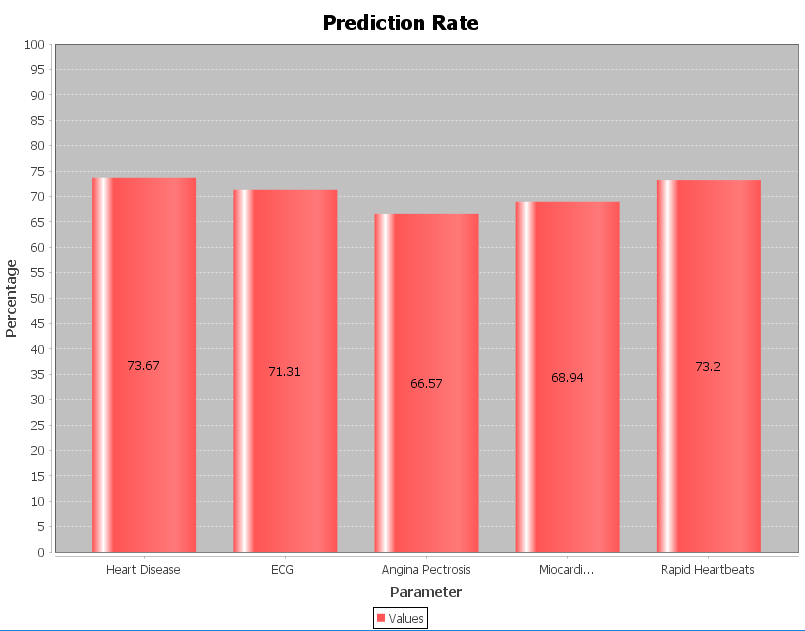 Prediction Rate
Percentage
100
95
90
85
80
75
70
65
60
55
50
45
40
35
30
25
20
15
10
5
0
73.67
71.31
66.57
68.94
73.2
Heart Disease
ECG
Angina Pectrosis
Miocardi...
Rapid Heartbeats
Parameter
Values